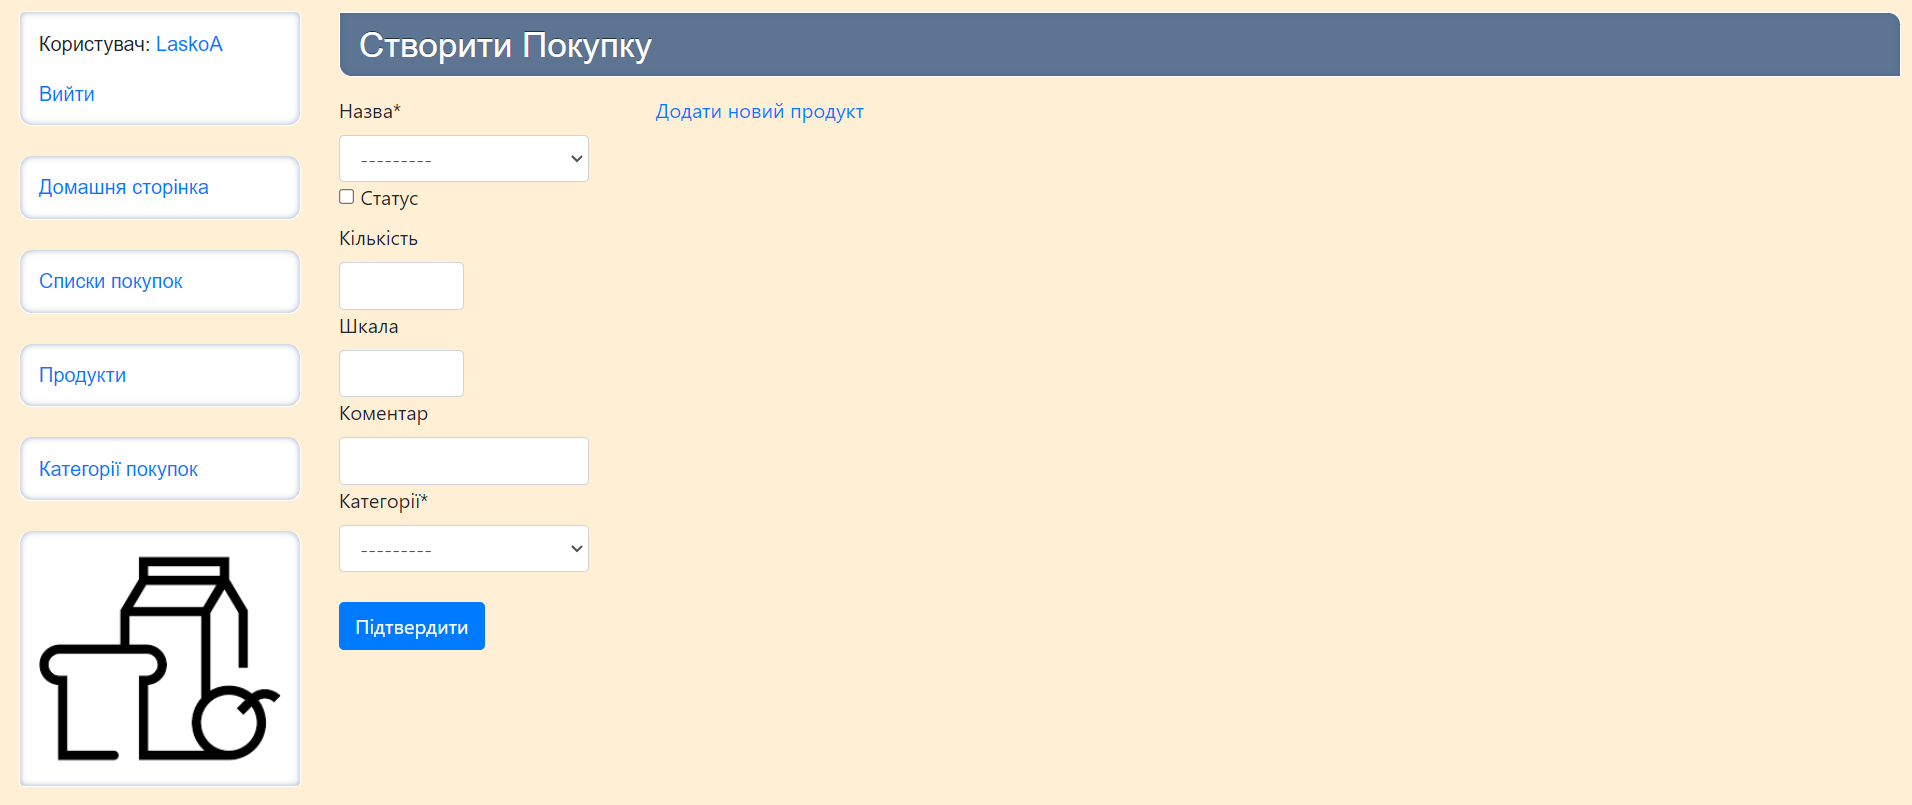 Користувач: LaskoA
Вийти
Домашня сторінка
Списки покупок
Продукти
Категорії покупок
Створити Покупку
Назва*
Додати новий продукт
---------
Статус
Кількість
Шкала
Коментар
Категорії*
---------
Підтвердити